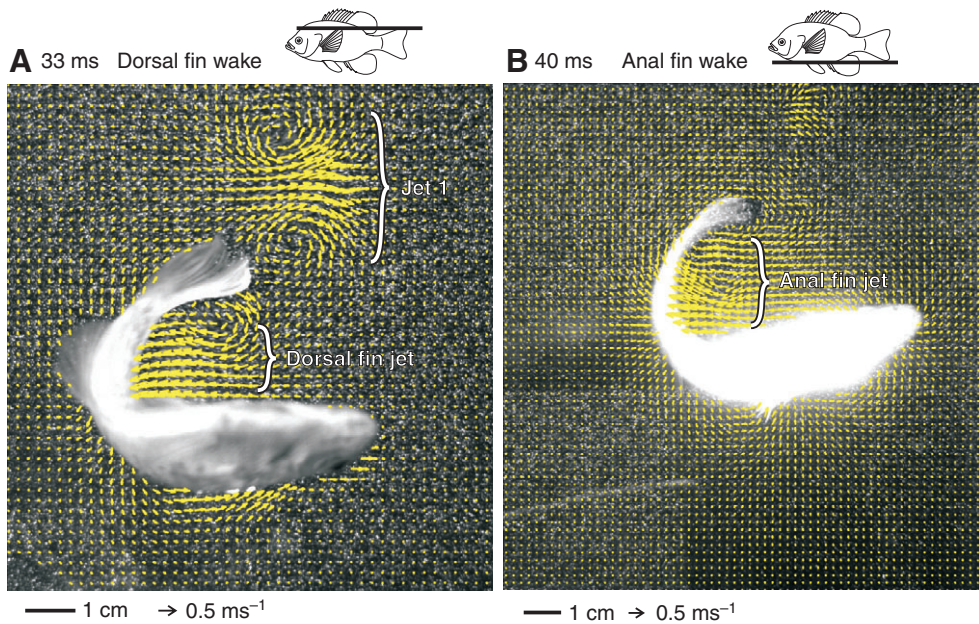 A 33 ms Dorsal fin wake
B 40 ms Anal fin wake
Jet 1
Dorsal fin jet
Anal fin jet
1 cm → 0.5 ms⁻¹
1 cm → 0.5 ms⁻¹